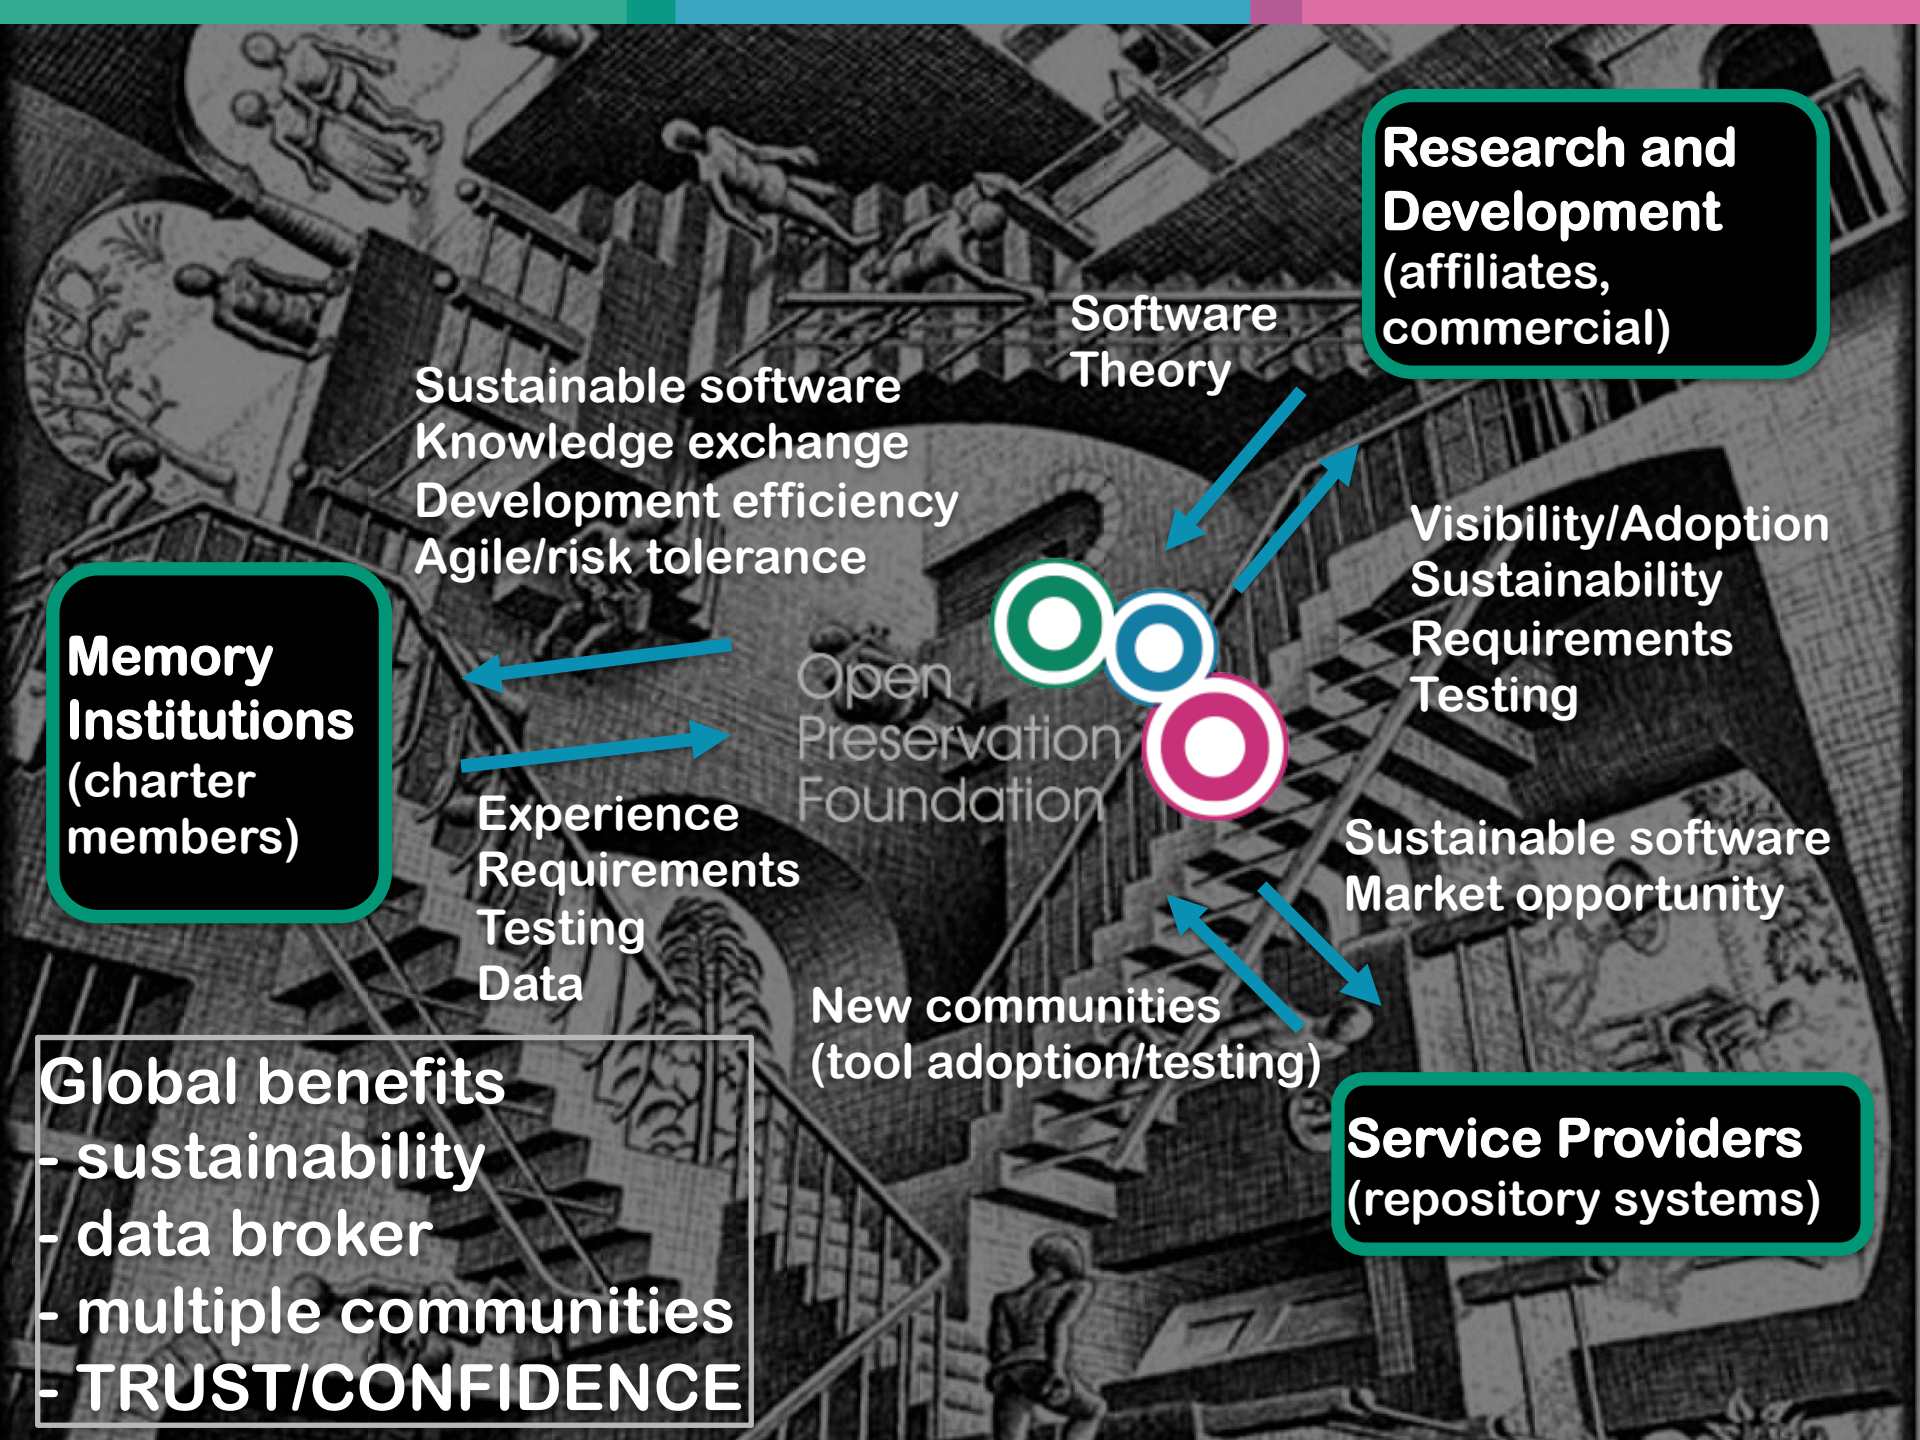 Research and
Development
(affiliates,
commercial)
Software
Theory
Sustainable software
Knowledge exchange
Development efficiency
Agile/risk tolerance
Visibility/Adoption
Sustainability
Requirements
Testing
Memory
Institutions
(charter
members)
Open
Preservation
Foundation
Experience
Requirements
Testing
Data
Sustainable software
Market opportunity
New communities
(tool adoption/testing)
Service Providers
(repository systems)
Global benefits
- sustainability
- data broker
- multiple communities
- TRUST/CONFIDENCE